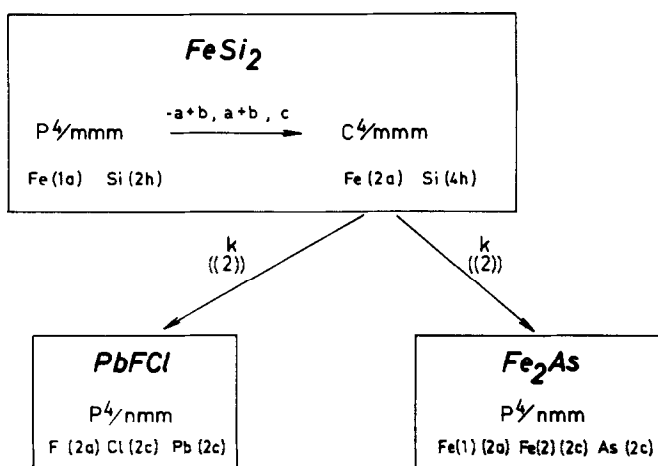 FeSi2
-a+b, a+b, c
P4/mmm C4/mmm
Fe(1a) Si(2h) Fe(2a) Si(4h)
k k
((2)) ((2))
PbFCl Fe2As
P4/nmm P4/nmm
F (2a) Cl (2c) Pb (2c) Fe(1) (2a) Fe(2) (2c) As (2c)